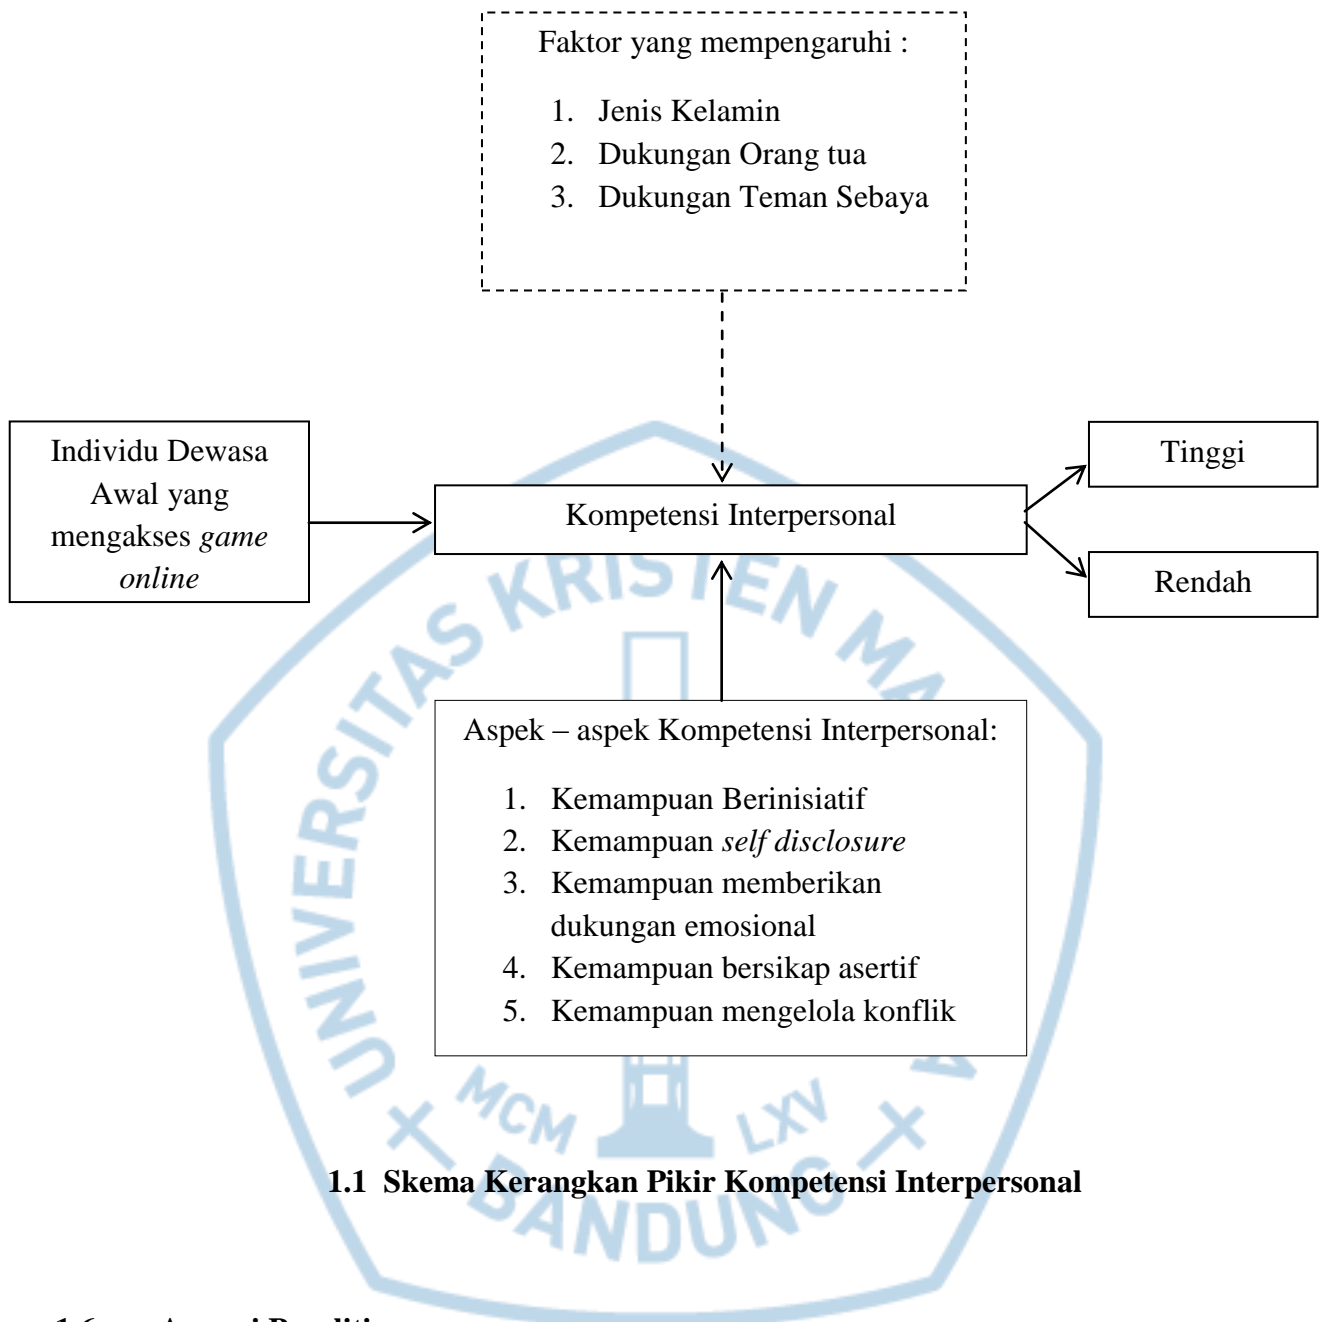 Faktor yang mempengaruhi :
1. Jenis Kelamin
2. Dukungan Orang tua
3. Dukungan Teman Sebaya
Individu Dewasa
Awal yang
mengakses game
online
Kompetensi Interpersonal
Tinggi
Rendah
Aspek – aspek Kompetensi Interpersonal:
1. Kemampuan Berinisiatif
2. Kemampuan self disclosure
3. Kemampuan memberikan
dukungan emosional
4. Kemampuan bersikap asertif
5. Kemampuan mengelola konflik
UNIVERSITAS KRISTEN
MCM LXV
BANDUNG
1.1 Skema Kerangkan Pikir Kompetensi Interpersonal